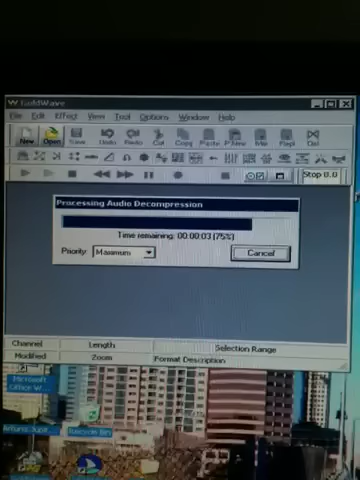 GoldWave
File Edit Effect View Tool Options Window Help
New Open Save Undo Redo Cut Copy Paste P.New Mix Repl Del
Stop 0.0
Processing Audio Decompression
Time remaining: 00:00:03 (75%)
Priority Maximum Cancel
Channel Length Selection Range
Modified Zoom Format Description
Microsoft
Office W...
Recycle Bin